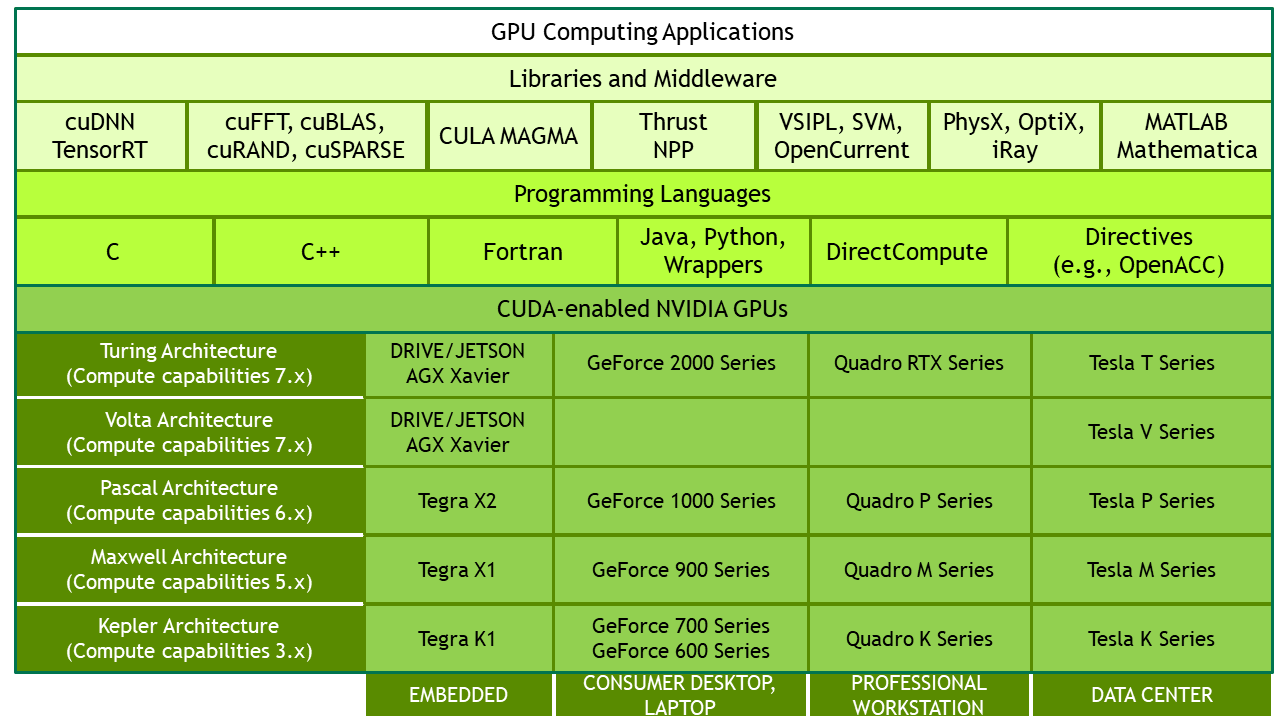 GPU Computing Applications
Libraries and Middleware
cuDNN
TensorRT
cuFFT, cuBLAS,
cuRAND, cuSPARSE
CULA MAGMA
Thrust
NPP
VSIPL, SVM,
OpenCurrent
PhysX, OptiX,
iRay
MATLAB
Mathematica
Programming Languages
C
C++
Fortran
Java, Python,
Wrappers
DirectCompute
Directives
(e.g., OpenACC)
CUDA-enabled NVIDIA GPUs
Turing Architecture
(Compute capabilities 7.x)
DRIVE/JETSON
AGX Xavier
GeForce 2000 Series
Quadro RTX Series
Tesla T Series
Volta Architecture
(Compute capabilities 7.x)
DRIVE/JETSON
AGX Xavier
Tesla V Series
Pascal Architecture
(Compute capabilities 6.x)
Tegra X2
GeForce 1000 Series
Quadro P Series
Tesla P Series
Maxwell Architecture
(Compute capabilities 5.x)
Tegra X1
GeForce 900 Series
Quadro M Series
Tesla M Series
Kepler Architecture
(Compute capabilities 3.x)
Tegra K1
GeForce 700 Series
GeForce 600 Series
Quadro K Series
Tesla K Series
EMBEDDED
CONSUMER DESKTOP,
LAPTOP
PROFESSIONAL
WORKSTATION
DATA CENTER